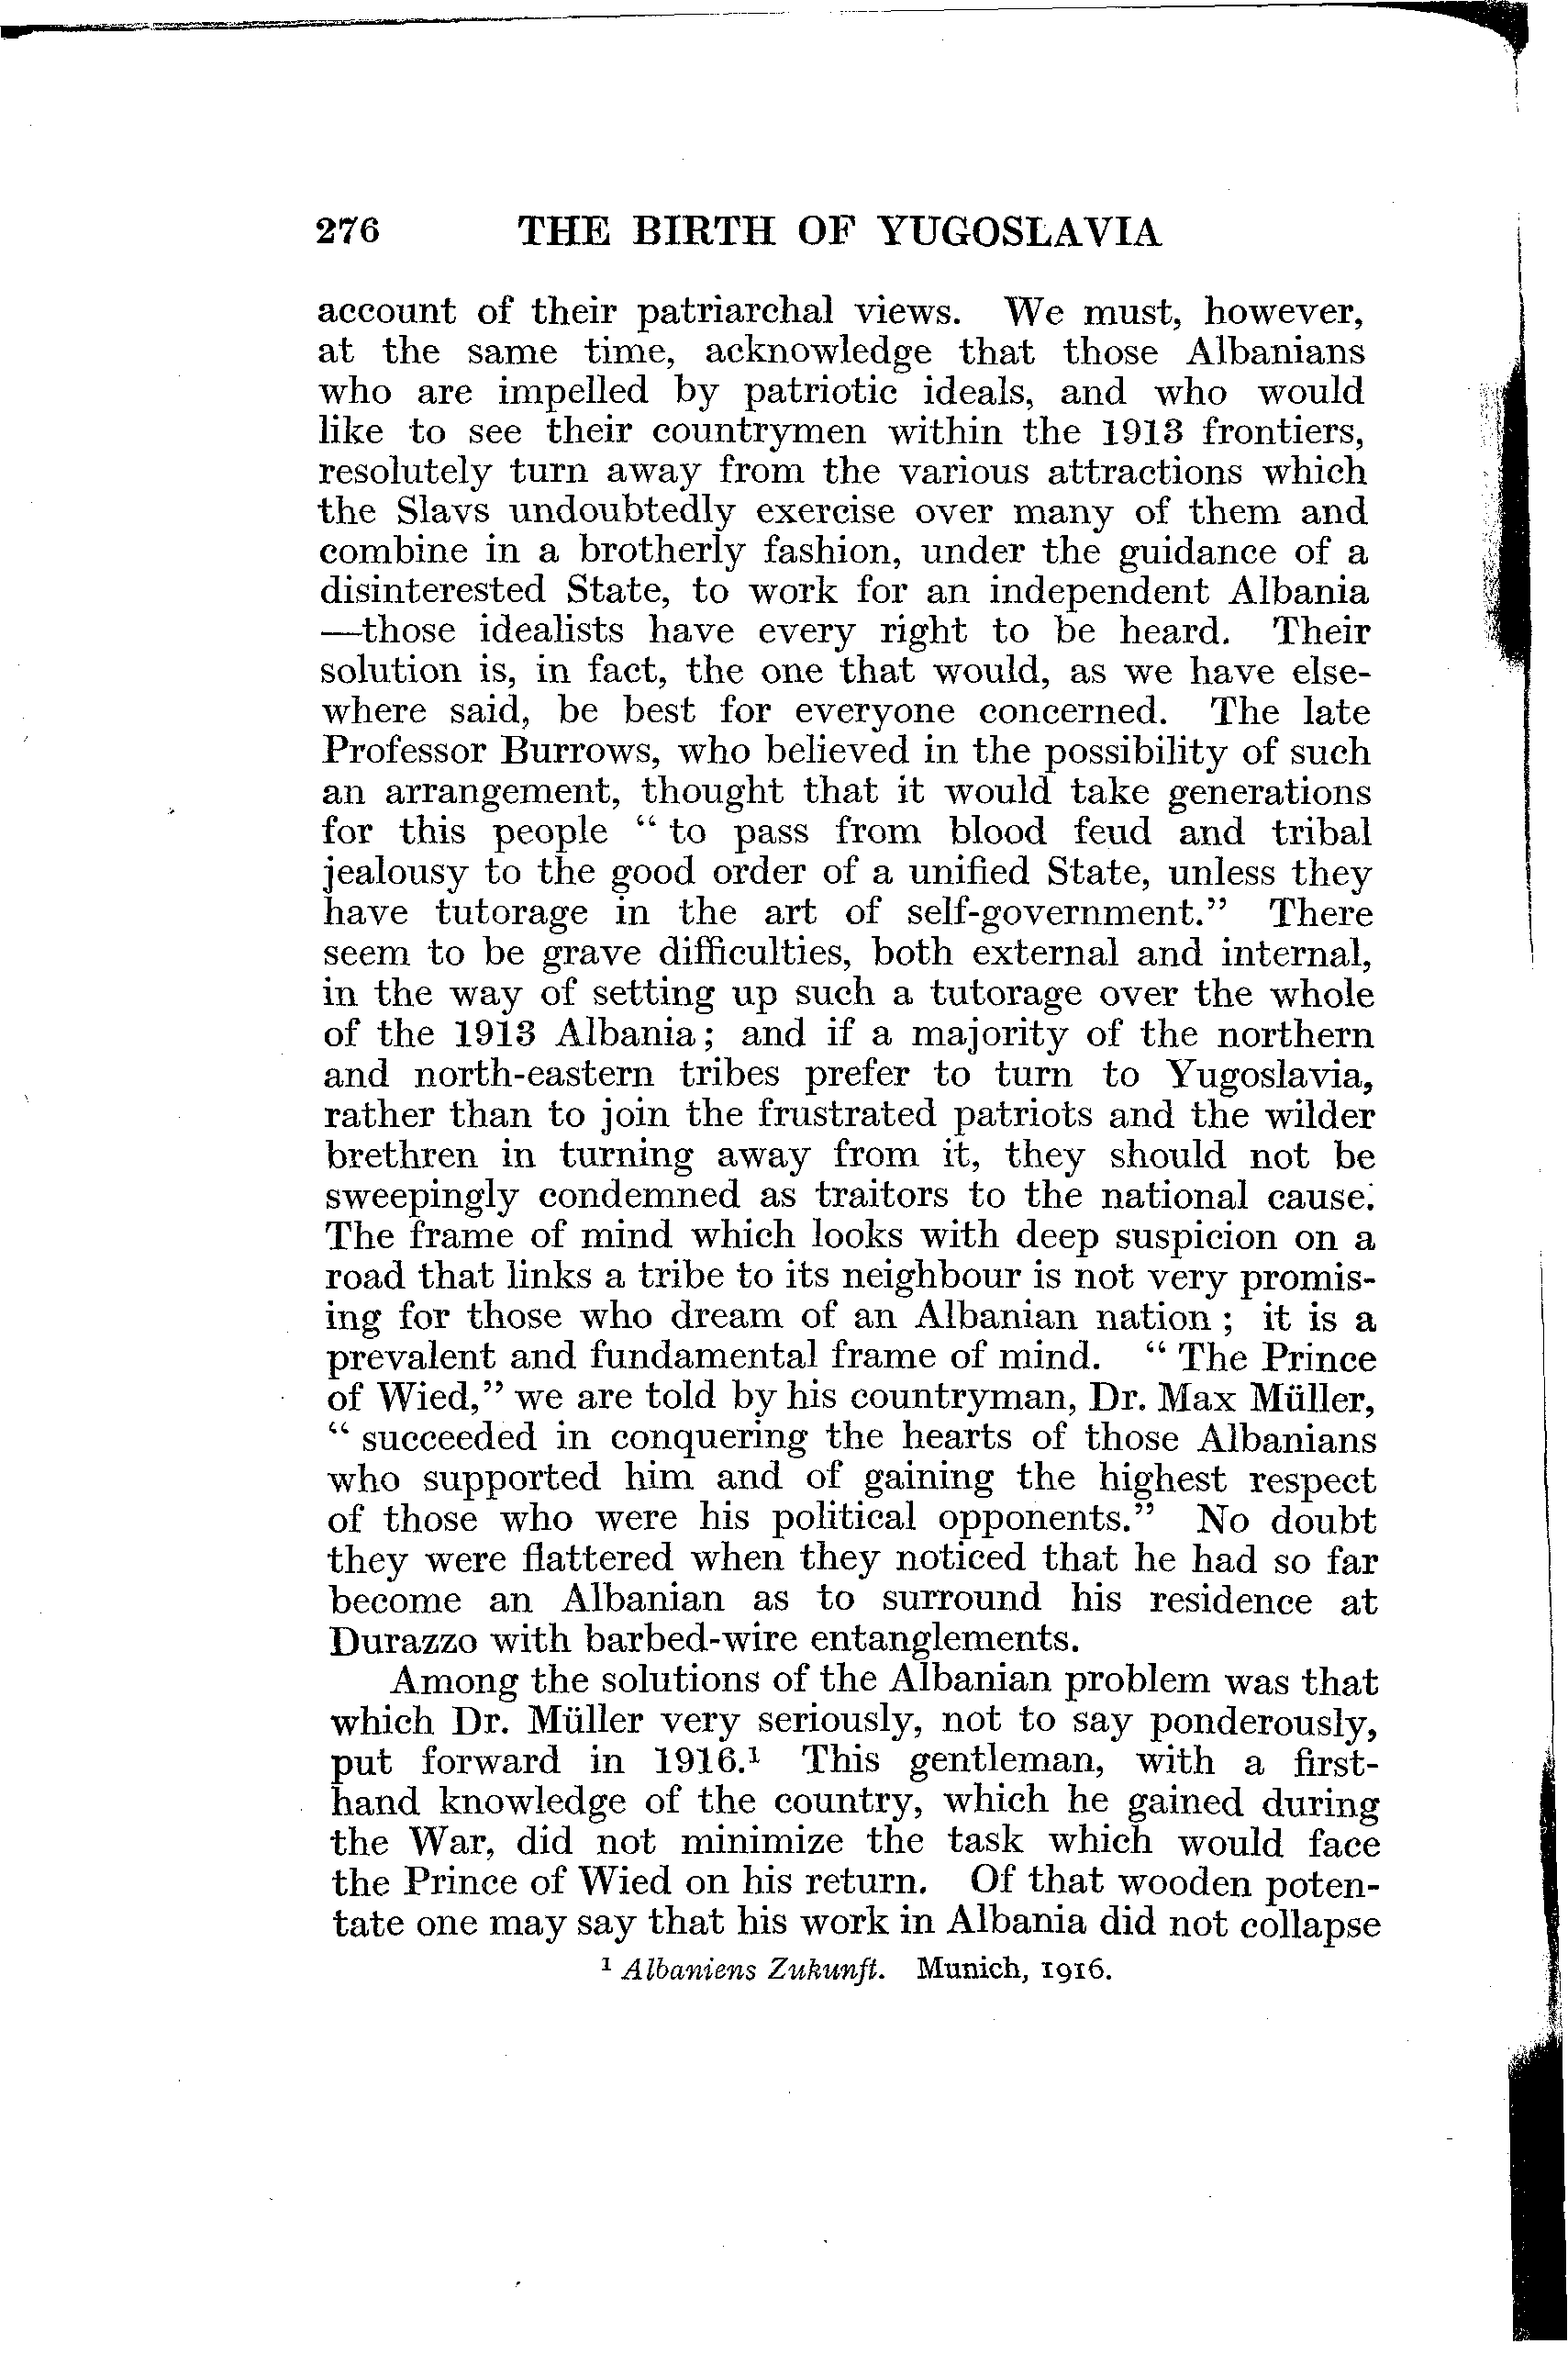 276 THE BIRTH OF YUGOSLAVIA
account of their patriarchal views. We must, however,
at the same time, acknowledge that those Albanians
who are impelled by patriotic ideals, and who would
like to see their countrymen within the 1913 frontiers,
resolutely turn away from the various attractions which
the Slavs undoubtedly exercise over many of them and
combine in a brotherly fashion, under the guidance of a
disinterested State, to work for an independent Albania
—those idealists have every right to be heard. Their
solution is, in fact, the one that would, as we have else-
where said, be best for everyone concerned. The late
Professor Burrows, who believed in the possibility of such
an arrangement, thought that it would take generations
for this people “ to pass from blood feud and tribal
jealousy to the good order of a unified State, unless they
have tutorage in the art of self-government.” There
seem to be grave difficulties, both external and internal,
in the way of setting up such a tutorage over the whole
of the 1913 Albania ; and if a majority of the northern
and north-eastern tribes prefer to turn to Yugoslavia,
rather than to join the frustrated patriots and the wilder
brethren in turning away from it, they should not be
sweepingly condemned as traitors to the national cause.
The frame of mind which looks with deep suspicion on a
road that links a tribe to its neighbour is not very promis-
ing for those who dream of an Albanian nation ; it is a
prevalent and fundamental frame of mind. “ The Prince
of Wied,” we are told by his countryman, Dr. Max Müller,
“ succeeded in conquering the hearts of those Albanians
who supported him and of gaining the highest respect
of those who were his political opponents.” No doubt
they were flattered when they noticed that he had so far
become an Albanian as to surround his residence at
Durazzo with barbed-wire entanglements.
Among the solutions of the Albanian problem was that
which Dr. Müller very seriously, not to say ponderously,
put forward in 1916.¹ This gentleman, with a first-
hand knowledge of the country, which he gained during
the War, did not minimize the task which would face
the Prince of Wied on his return. Of that wooden poten-
tate one may say that his work in Albania did not collapse
¹ Albaniens Zukunft. Munich, 1916.